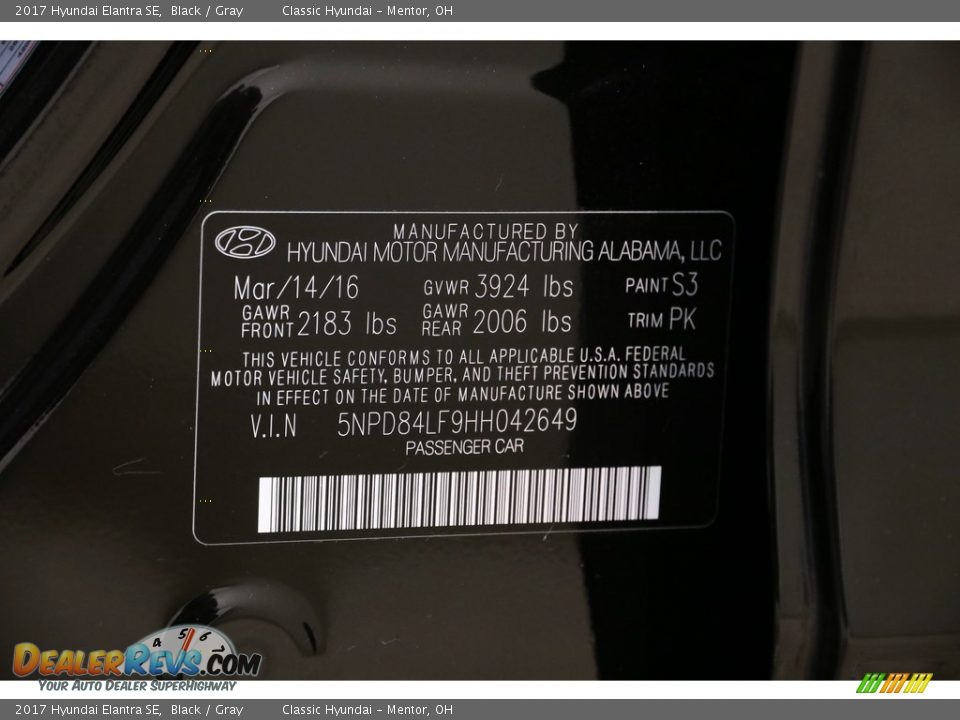 2017 Hyundai Elantra SE, Black / Gray Classic Hyundai - Mentor, OH
MANUFACTURED BY
HYUNDAI MOTOR MANUFACTURING ALABAMA, LLC
Mar/14/16 GVWR 3924 lbs PAINT S3
GAWR FRONT 2183 lbs GAWR REAR 2006 lbs TRIM PK
THIS VEHICLE CONFORMS TO ALL APPLICABLE U.S.A. FEDERAL
MOTOR VEHICLE SAFETY, BUMPER, AND THEFT PREVENTION STANDARDS
IN EFFECT ON THE DATE OF MANUFACTURE SHOWN ABOVE
V.I.N 5NPD84LF9HH042649
PASSENGER CAR
4 5 6
DEALERREVS.COM
YOUR AUTO DEALER SUPERHIGHWAY
2017 Hyundai Elantra SE, Black / Gray Classic Hyundai - Mentor, OH